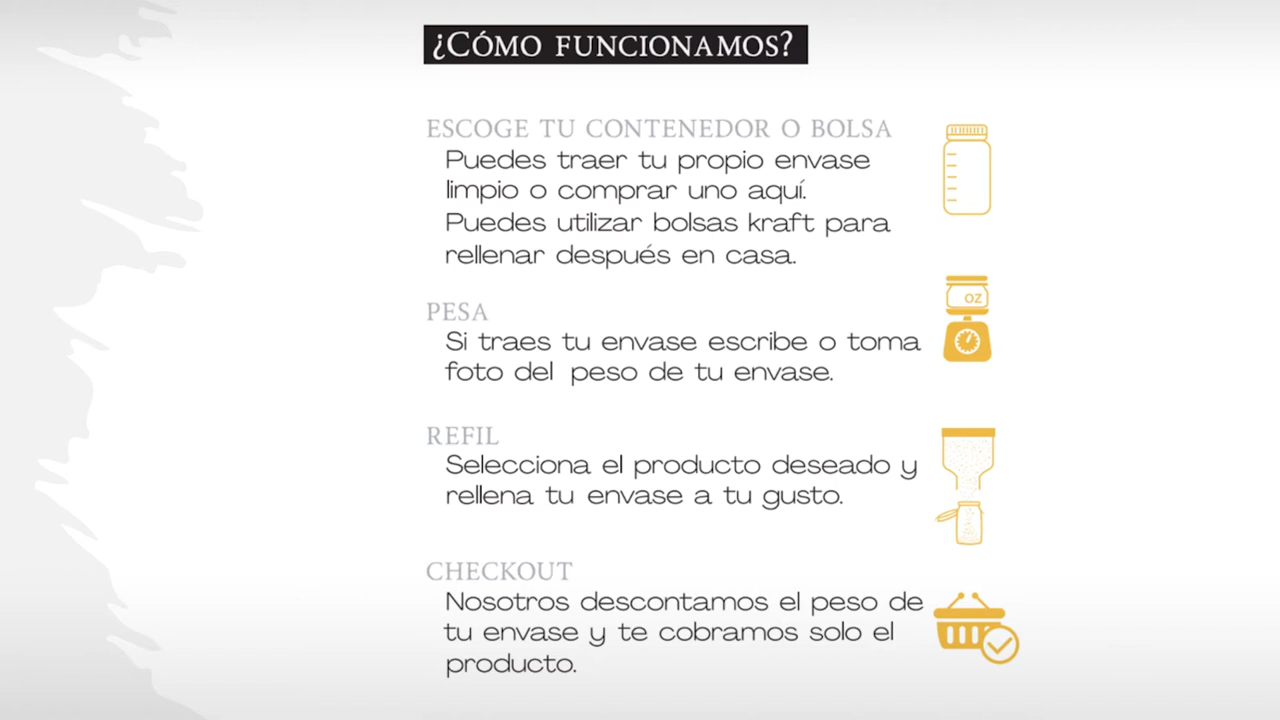 ¿CÓMO FUNCIONAMOS?
ESCOGE TU CONTENEDOR O BOLSA
Puedes traer tu propio envase
limpio o comprar uno aquí.
Puedes utilizar bolsas kraft para
rellenar después en casa.
OZ
PESA
Si traes tu envase escribe o toma
foto del peso de tu envase.
REFIL
Selecciona el producto deseado y
rellena tu envase a tu gusto.
CHECKOUT
Nosotros descontamos el peso de
tu envase y te cobramos solo el
producto.